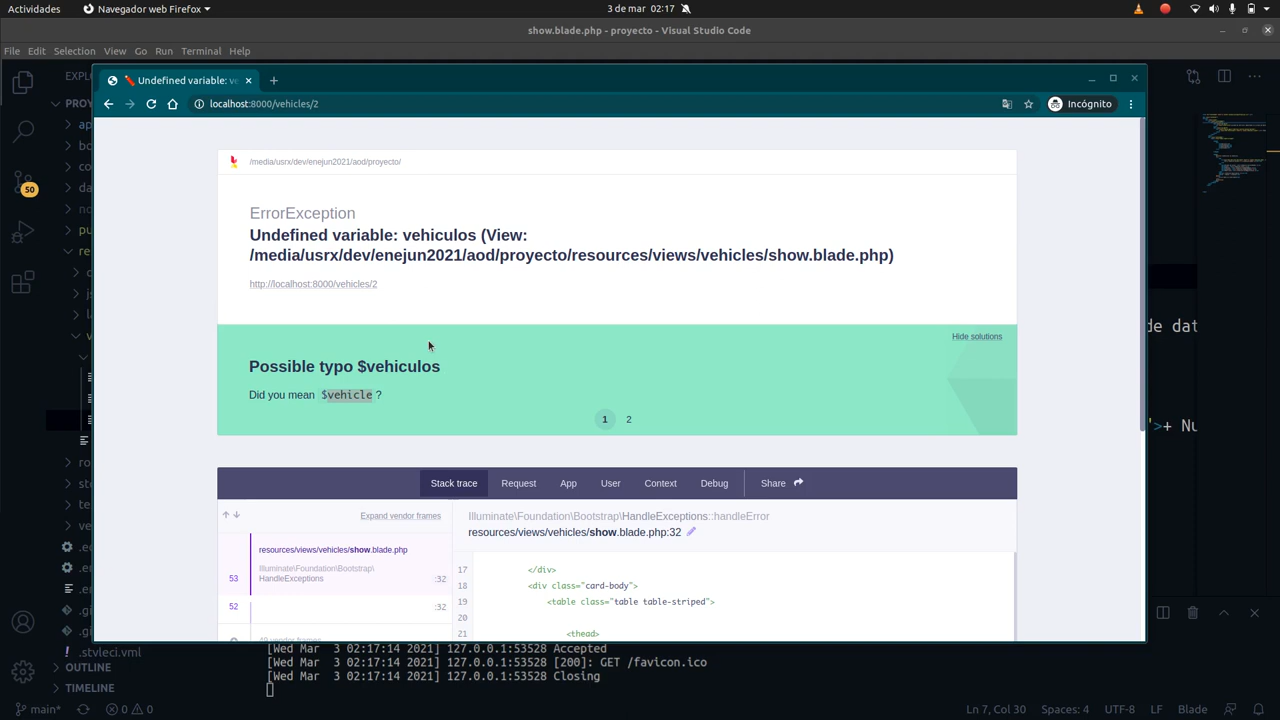 Actividades
Navegador web Firefox
3 de mar 02:17
show.blade.php - proyecto - Visual Studio Code
File Edit Selection View Go Run Terminal Help
Undefined variable: ve
localhost:8000/vehicles/2
Incógnito
50
/media/usrx/dev/enejun2021/aod/proyecto/
ErrorException
Undefined variable: vehiculos (View:
/media/usrx/dev/enejun2021/aod/proyecto/resources/views/vehicles/show.blade.php)
http://localhost:8000/vehicles/2
Hide solutions
Possible typo $vehiculos
Did you mean $vehicle ?
1 2
Stack trace Request App User Context Debug Share
Expand vendor frames
Illuminate\Foundation\Bootstrap\HandleExceptions::handleError
resources/views/vehicles/show.blade.php:32
resources/views/vehicles/show.blade.php
Illuminate\Foundation\Bootstrap\
53 HandleExceptions :32
52 :32
49 vendor frames
17 </div>
18 <div class="card-body">
19 <table class="table table-striped">
20
21 <thead>
.styleci.yml
OUTLINE
TIMELINE
[Wed Mar 3 02:17:14 2021] 127.0.0.1:53528 Accepted
[Wed Mar 3 02:17:14 2021] 127.0.0.1:53528 [200]: GET /favicon.ico
[Wed Mar 3 02:17:14 2021] 127.0.0.1:53528 Closing
main* 0 0
Ln 7, Col 30 Spaces: 4 UTF-8 LF Blade